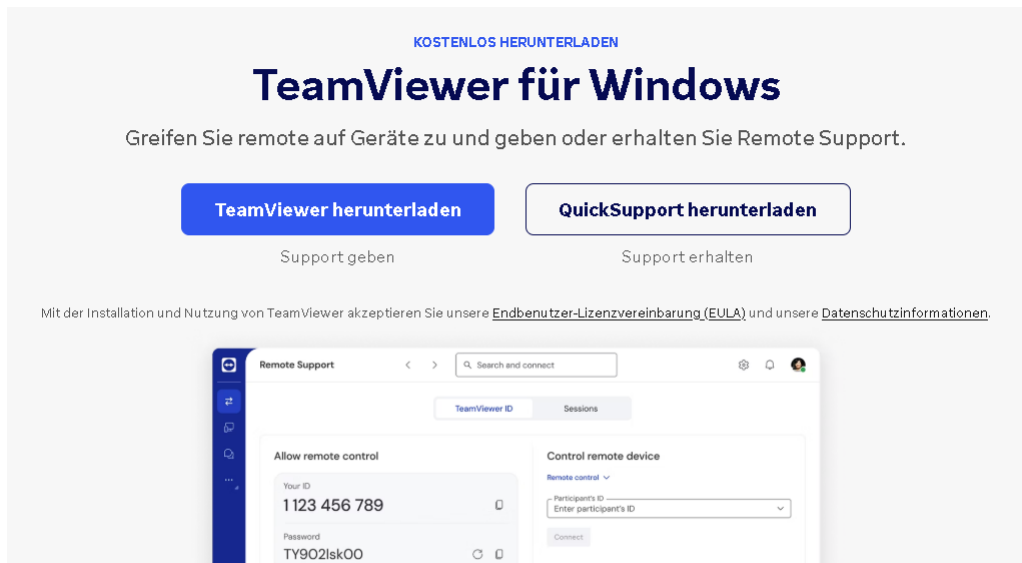 KOSTENLOS HERUNTERLADEN
TeamViewer für Windows
Greifen Sie remote auf Geräte zu und geben oder erhalten Sie Remote Support.
TeamViewer herunterladen
QuickSupport herunterladen
Support geben
Support erhalten
Mit der Installation und Nutzung von TeamViewer akzeptieren Sie unsere Endbenutzer-Lizenzvereinbarung (EULA) und unsere Datenschutzinformationen.
Remote Support
Search and connect
TeamViewer ID
Sessions
Allow remote control
Your ID
1 123 456 789
Password
TY902lsk00
Control remote device
Remote control
Participant's ID
Enter participant's ID
Connect